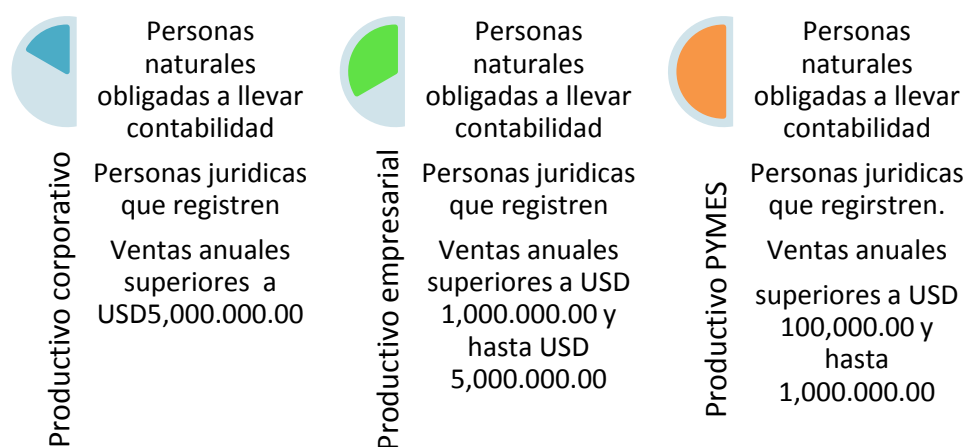 Productivo corporativo
Personas
naturales
obligadas a llevar
contabilidad
Personas juridicas
que registren
Ventas anuales
superiores a
USD5,000.000.00
Productivo empresarial
Personas
naturales
obligadas a llevar
contabilidad
Personas juridicas
que registren
Ventas anuales
superiores a USD
1,000.000.00 y
hasta USD
5,000.000.00
Productivo PYMES
Personas
naturales
obligadas a llevar
contabilidad
Personas juridicas
que regirstren.
Ventas anuales
superiores a USD
100,000.00 y
hasta
1,000.000.00